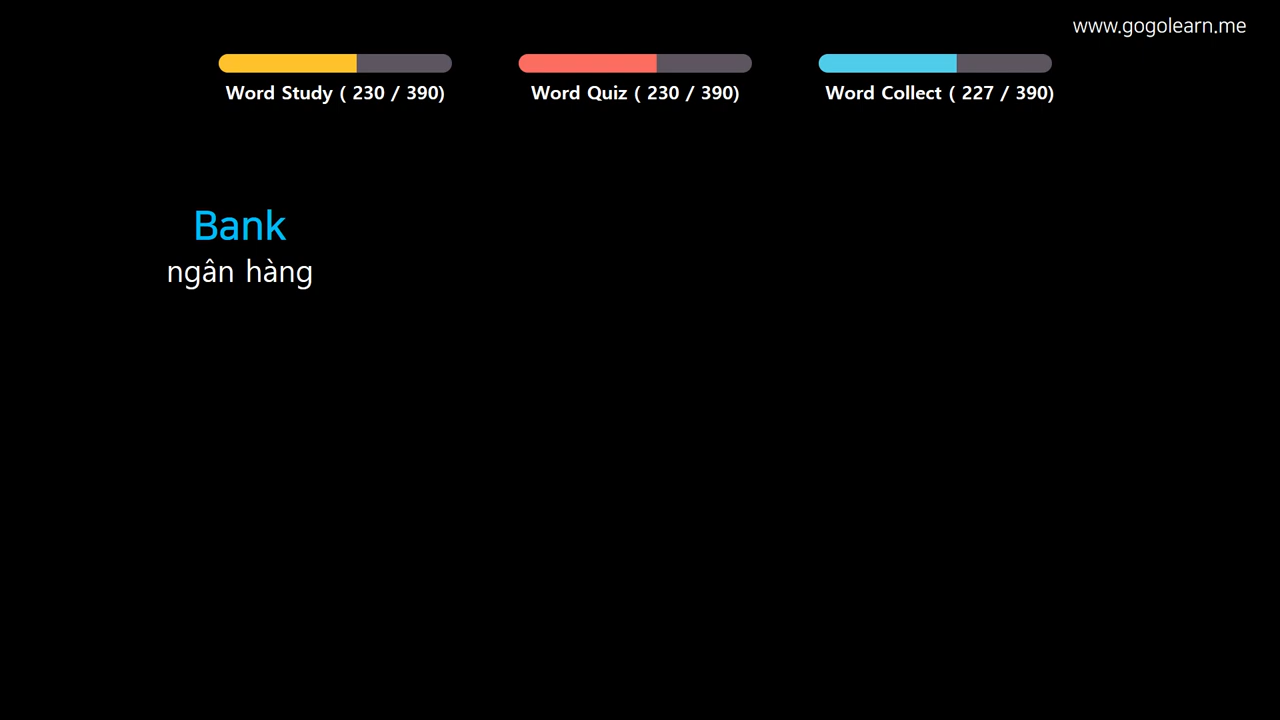 www.gogolearn.me
Word Study ( 230 / 390)
Word Quiz ( 230 / 390)
Word Collect ( 227 / 390)
Bank
ngân hàng